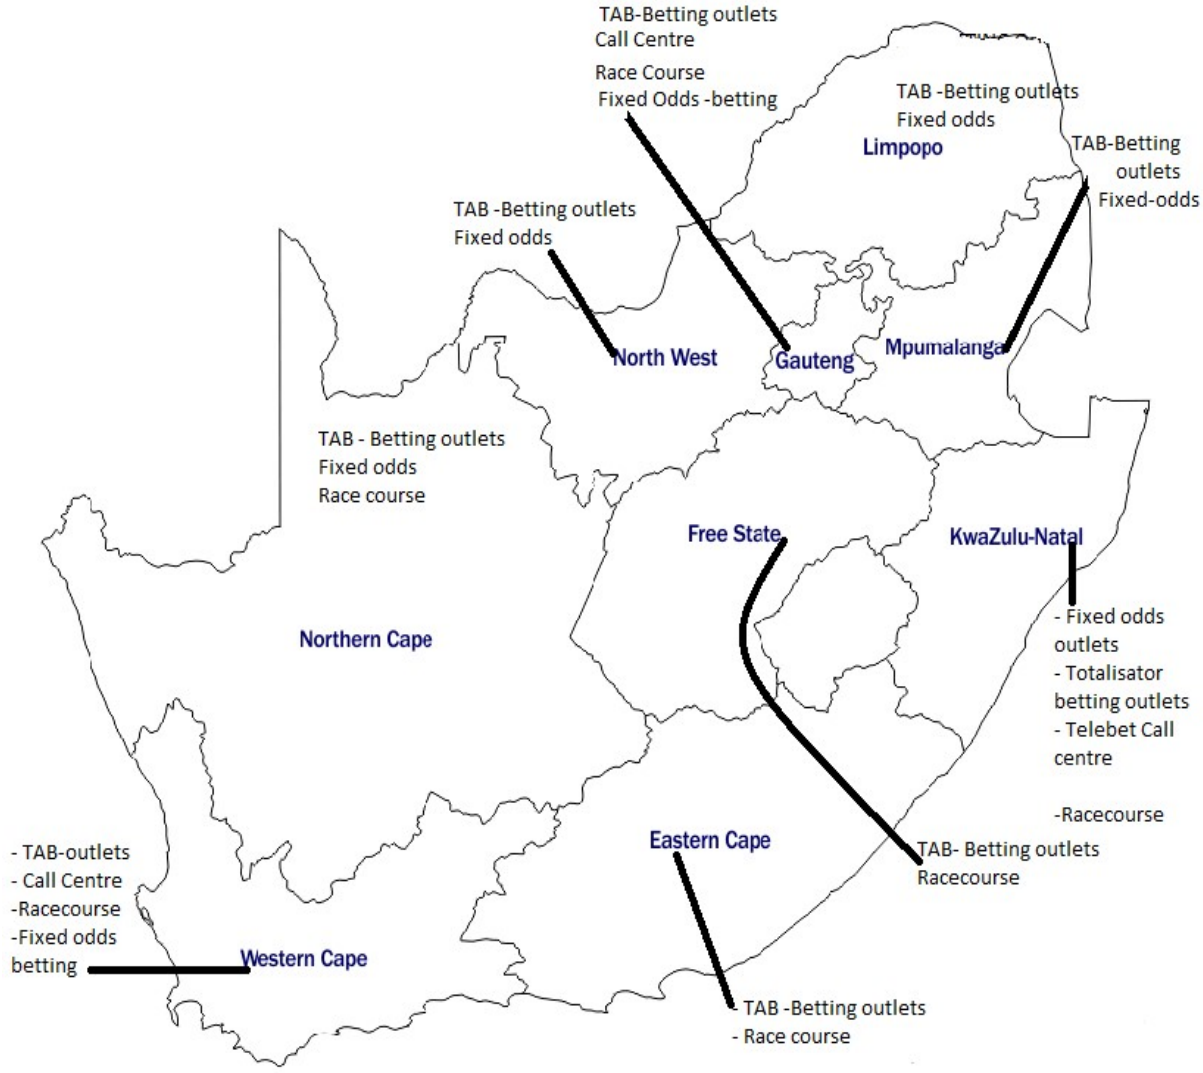 TAB-Betting outlets
Call Centre
Race Course
Fixed Odds -betting
TAB -Betting outlets
Fixed odds
Limpopo
TAB-Betting
outlets
Fixed-odds
TAB -Betting outlets
Fixed odds
North West
Gauteng
Mpumalanga
TAB - Betting outlets
Fixed odds
Race course
Free State
KwaZulu-Natal
Northern Cape
- Fixed odds
outlets
- Totalisator
betting outlets
- Telebet Call
centre
-Racecourse
Eastern Cape
TAB- Betting outlets
Racecourse
- TAB-outlets
- Call Centre
-Racecourse
-Fixed odds
betting
Western Cape
- TAB -Betting outlets
- Race course